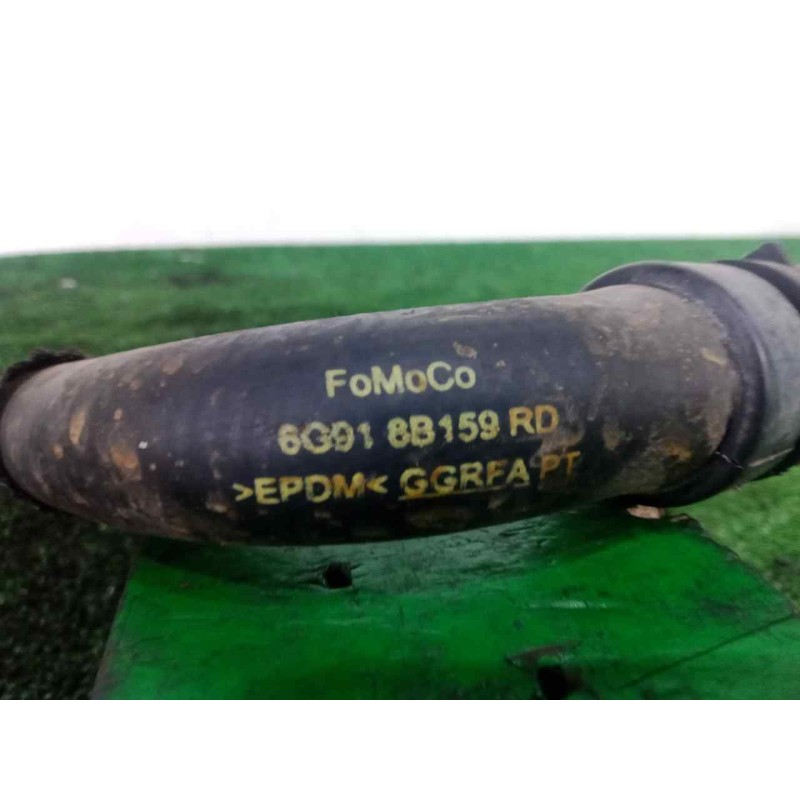 FoMoCo
6G91 8B159 RD
>EPDM< GGRFA PT